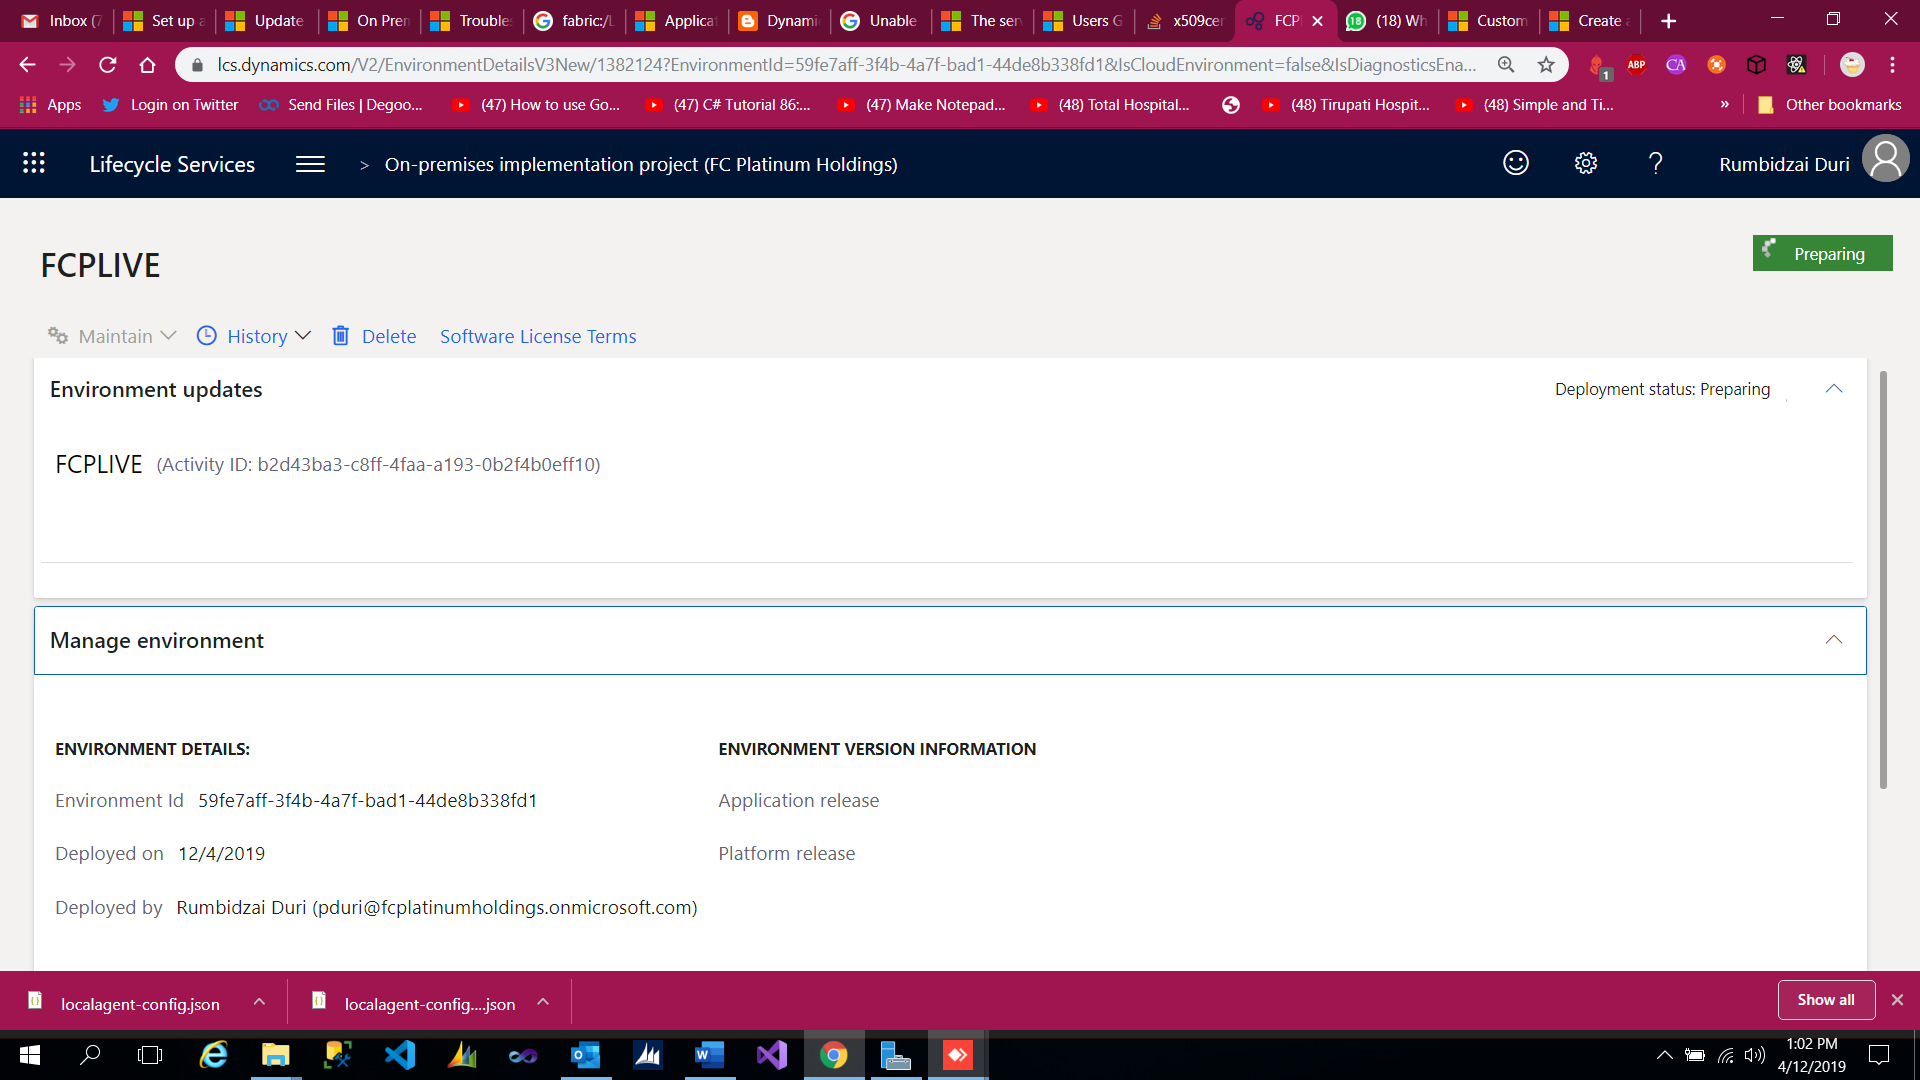 Inbox (7
Set up a
Update
On Pren
Trouble
fabric:/L
Applicat
Dynami
Unable
The serv
Users G
x509cer
FCP
(18) Wh
Custom
Create a
lcs.dynamics.com/V2/EnvironmentDetailsV3New/1382124?EnvironmentId=59fe7aff-3f4b-4a7f-bad1-44de8b338fd1&IsCloudEnvironment=false&IsDiagnosticsEna...
1
ABP
CA
Apps
Login on Twitter
Send Files | Degoo...
(47) How to use Go...
(47) C# Tutorial 86:...
(47) Make Notepad...
(48) Total Hospital...
(48) Tirupati Hospit...
(48) Simple and Ti...
»
Other bookmarks
Lifecycle Services
> On-premises implementation project (FC Platinum Holdings)
Rumbidzai Duri
FCPLIVE
Preparing
Maintain
History
Delete
Software License Terms
Environment updates
Deployment status: Preparing
FCPLIVE (Activity ID: b2d43ba3-c8ff-4faa-a193-0b2f4b0eff10)
Manage environment
ENVIRONMENT DETAILS:
ENVIRONMENT VERSION INFORMATION
Environment Id 59fe7aff-3f4b-4a7f-bad1-44de8b338fd1
Application release
Deployed on 12/4/2019
Platform release
Deployed by Rumbidzai Duri (pduri@fcplatinumholdings.onmicrosoft.com)
localagent-config.json
localagent-config....json
Show all
1:02 PM
4/12/2019